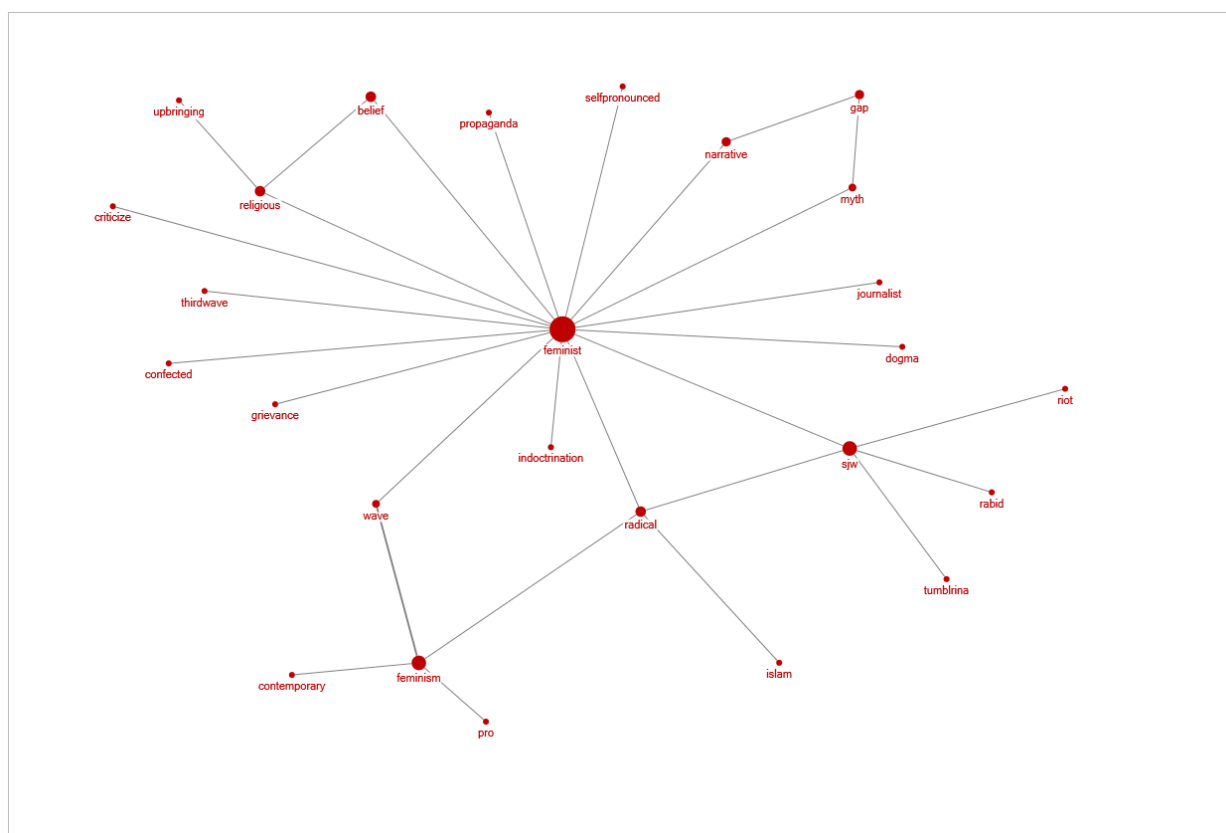 selfpronounced
belief
gap
upbringing
propaganda
narrative
myth
religious
criticize
journalist
thirdwave
feminist
dogma
confected
riot
grievance
indoctrination
sjw
rabid
wave
radical
tumblrina
islam
feminism
contemporary
pro